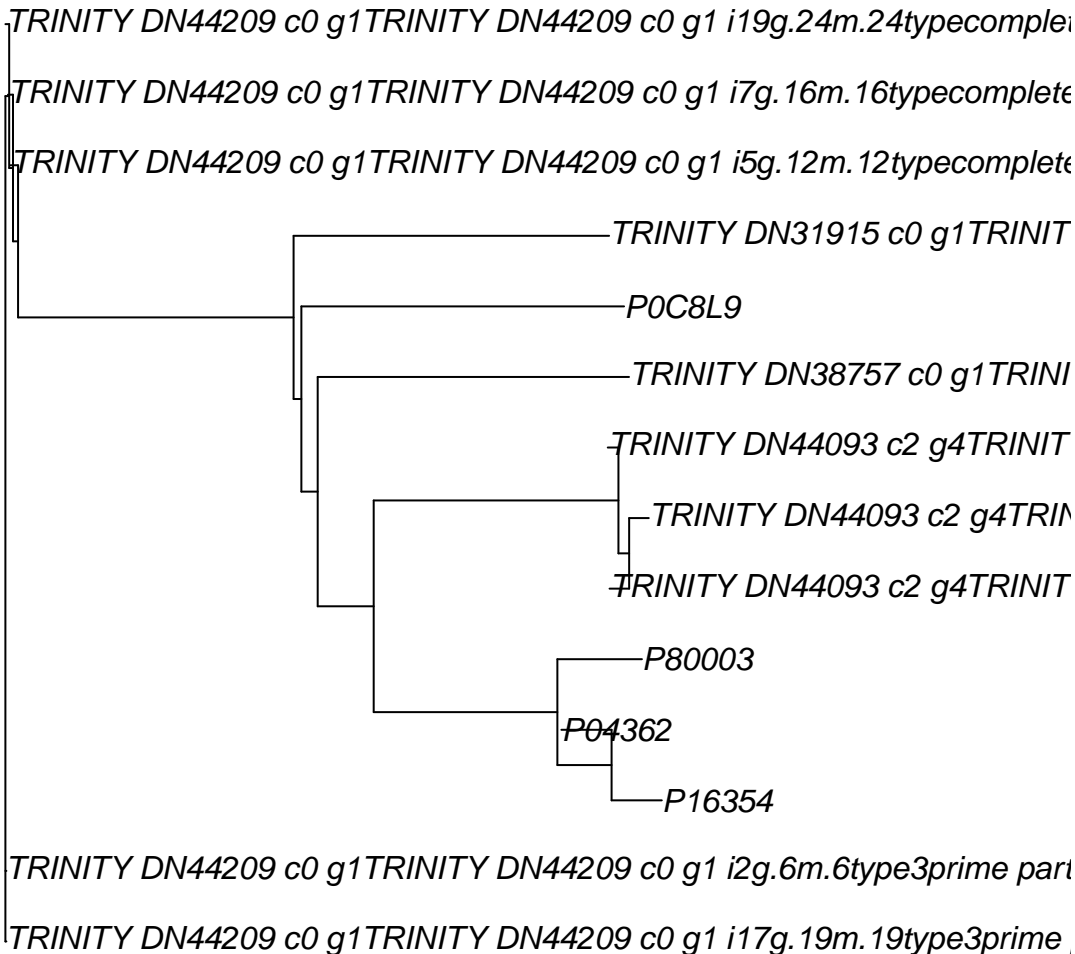 TRINITY DN44209 c0 g1TRINITY DN44209 c0 g1 i19g.24m.24typecomplet
TRINITY DN44209 c0 g1TRINITY DN44209 c0 g1 i7g.16m.16typecomplete
TRINITY DN44209 c0 g1TRINITY DN44209 c0 g1 i5g.12m.12typecomplete
TRINITY DN31915 c0 g1TRINIT
P0C8L9
TRINITY DN38757 c0 g1TRINI
TRINITY DN44093 c2 g4TRINIT
TRINITY DN44093 c2 g4TRIN
TRINITY DN44093 c2 g4TRINIT
P80003
P04362
P16354
TRINITY DN44209 c0 g1TRINITY DN44209 c0 g1 i2g.6m.6type3prime part
TRINITY DN44209 c0 g1TRINITY DN44209 c0 g1 i17g.19m.19type3prime